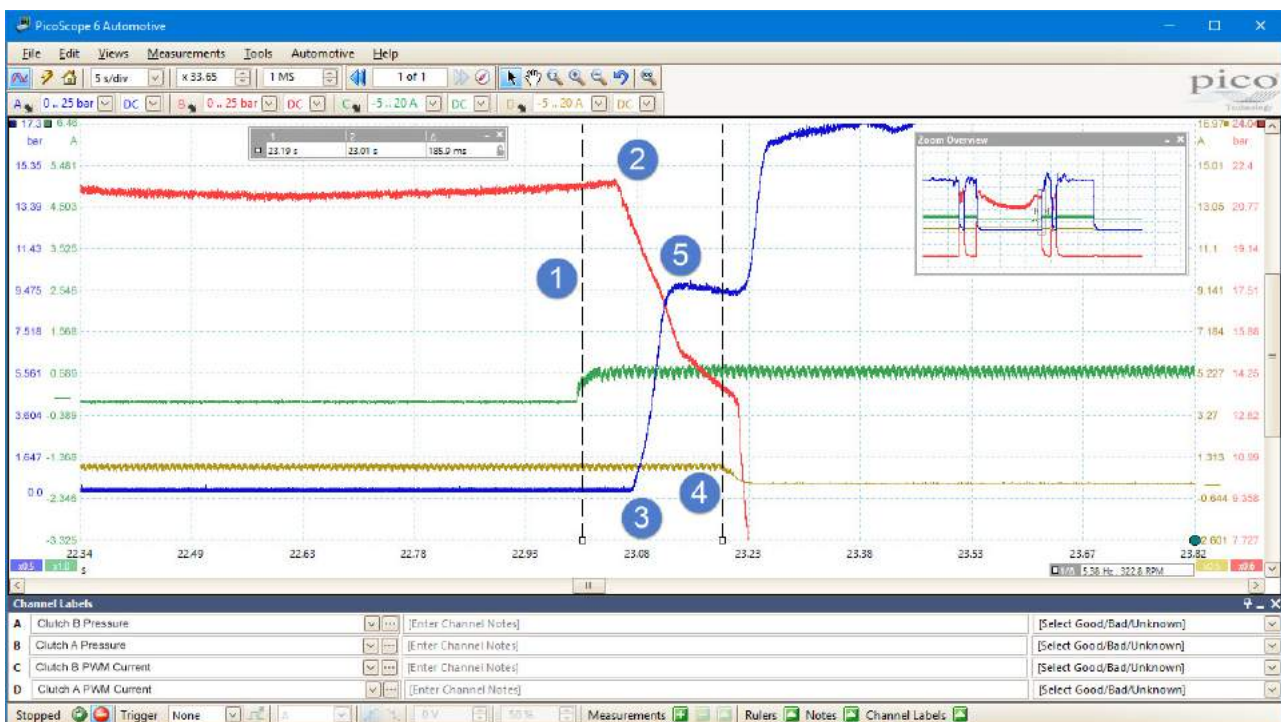 PicoScope 6 Automotive
File Edit Views Measurements Tools Automotive Help
5 s/div x 33.65 1 MS 1 of 1
pico
Technology
A 0 .. 25 bar DC B 0 .. 25 bar DC C -5 .. 20 A DC D -5 .. 20 A DC
17.3 6.46 16.97 24.04
bar A A bar
1 2 Δ
23.19 s 23.01 s 185.9 ms
Zoom Overview
15.35 5.481 15.01 22.4
2
13.39 4.503 13.05 20.77
11.43 3.525 11.1 19.14
5
1
9.475 2.546 9.141 17.51
7.518 1.568 7.184 15.88
5.561 0.589 5.227 14.25
3.604 -0.389 3.27 12.62
1.647 -1.368 1.313 10.99
4
0.0 -2.346 -0.644 9.358
3
-3.325 2.601 7.727
22.34 22.49 22.63 22.78 22.93 23.08 23.23 23.38 23.53 23.67 23.82
x0.5 x1.0 s 1/Δ 5.38 Hz, 322.8 RPM x0.5 x0.6
Channel Labels
A Clutch B Pressure [Enter Channel Notes] [Select Good/Bad/Unknown]
B Clutch A Pressure [Enter Channel Notes] [Select Good/Bad/Unknown]
C Clutch B PWM Current [Enter Channel Notes] [Select Good/Bad/Unknown]
D Clutch A PWM Current [Enter Channel Notes] [Select Good/Bad/Unknown]
Stopped Trigger None A 0 V 50 % Measurements Rulers Notes Channel Labels